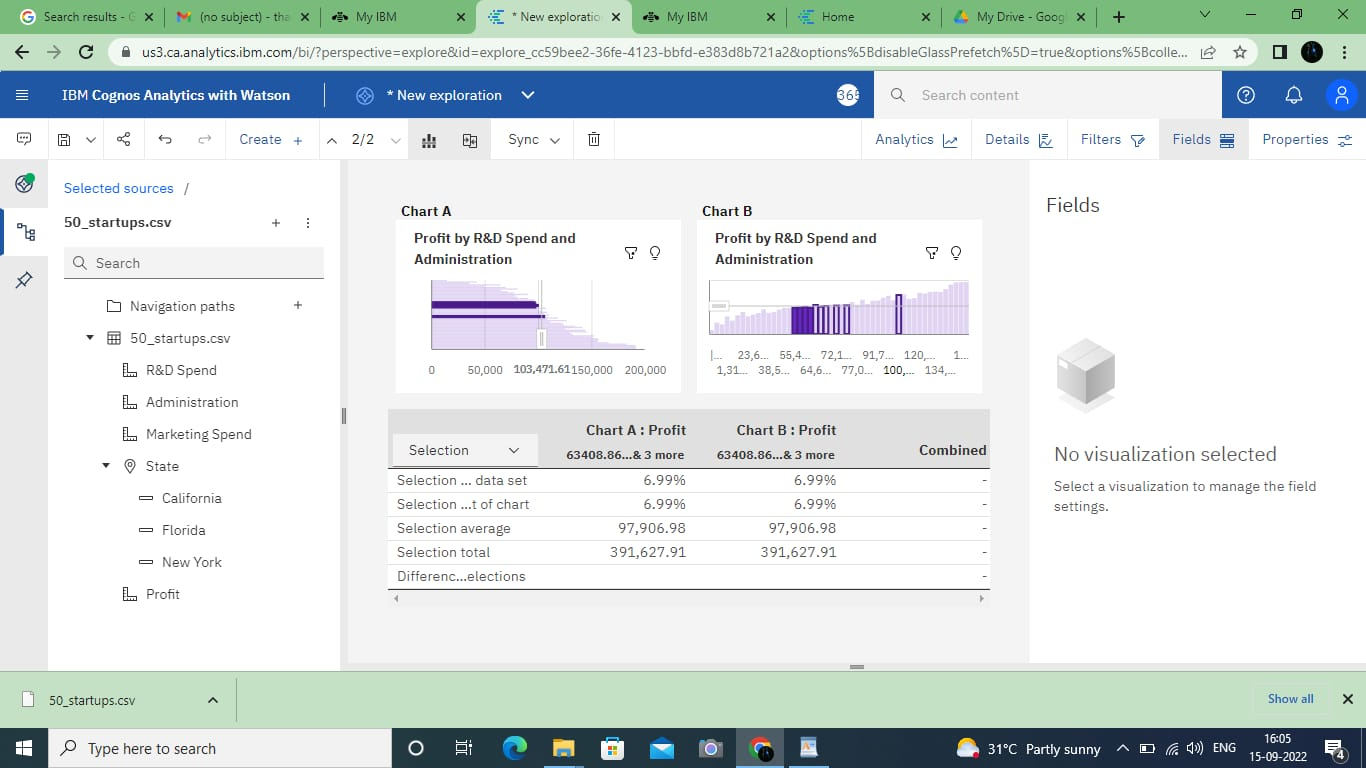 Search results - G
(no subject) - tha
My IBM
* New exploratio
My IBM
Home
My Drive - Goog
us3.ca.analytics.ibm.com/bi/?perspective=explore&id=explore_cc59bee2-36fe-4123-bbfd-e383d8b721a2&options%5BdisableGlassPrefetch%5D=true&options%5Bcolle...
IBM Cognos Analytics with Watson
* New exploration
365
Search content
Create +
2/2
Sync
Analytics
Details
Filters
Fields
Properties
Selected sources /
50_startups.csv
Search
Navigation paths
50_startups.csv
R&D Spend
Administration
Marketing Spend
State
California
Florida
New York
Profit
Chart A
Profit by R&D Spend and
Administration
0 50,000 103,471.61 150,000 200,000
Chart B
Profit by R&D Spend and
Administration
|... 23,6... 55,4... 72,1... 91,7... 120,... 1...
1,31... 38,5... 64,6... 77,0... 100,... 134,...
Selection
Chart A : Profit
63408.86...& 3 more
Chart B : Profit
63408.86...& 3 more
Combined
Selection ... data set 6.99% 6.99% -
Selection ...t of chart 6.99% 6.99% -
Selection average 97,906.98 97,906.98 -
Selection total 391,627.91 391,627.91 -
Differenc...elections -
Fields
No visualization selected
Select a visualization to manage the field
settings.
50_startups.csv
Show all
Type here to search
31°C Partly sunny
ENG
16:05
15-09-2022
4